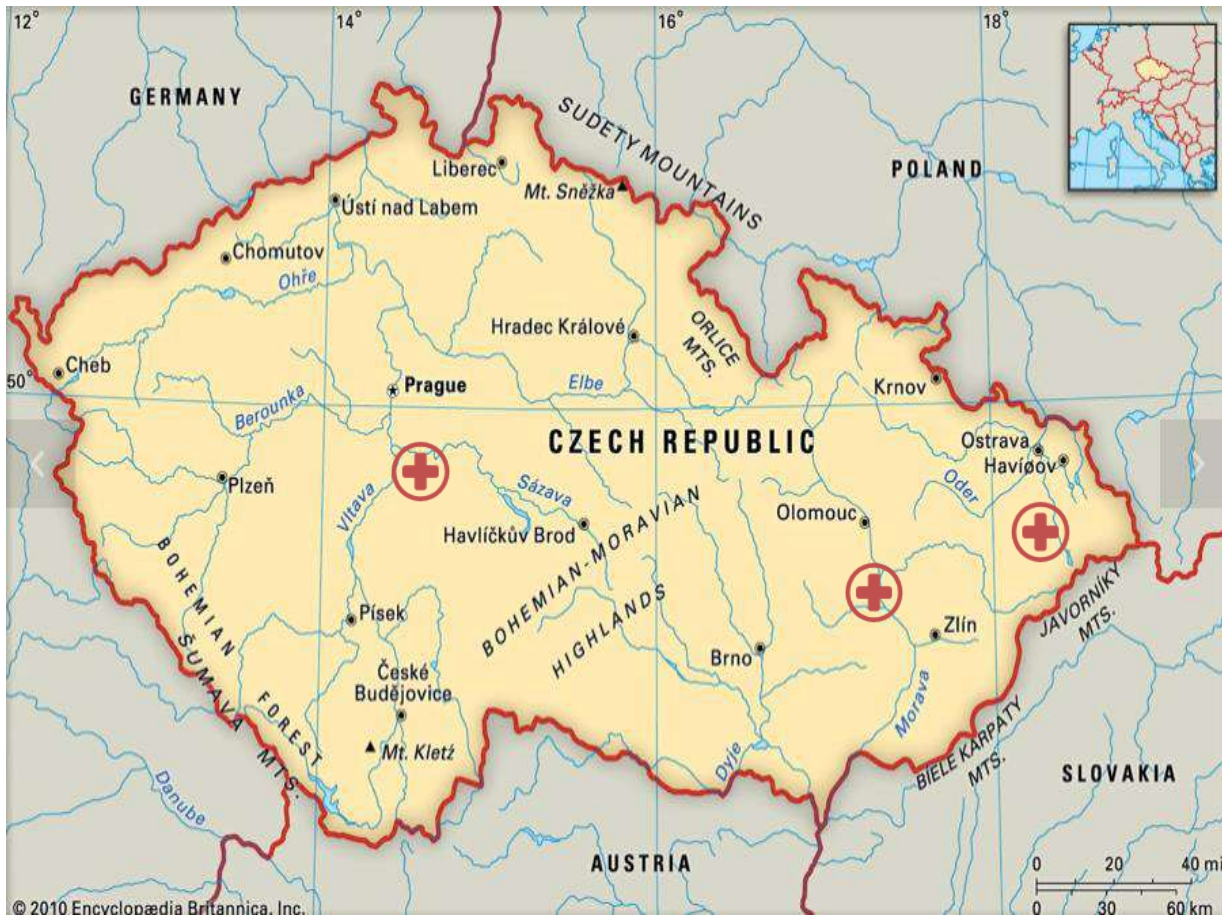 12°
14°
16°
18°
GERMANY
SUDETY MOUNTAINS
POLAND
Liberec
Mt. Sněžka
Ústí nad Labem
Chomutov
Ohře
Hradec Králové
ORLICE
MTS.
Cheb
50°
Prague
Elbe
Krnov
Berounka
CZECH REPUBLIC
Ostrava
Havíøov
Plzeň
Vltava
Sázava
Oder
Havlíčkův Brod
Olomouc
BOHEMIAN-MORAVIAN
HIGHLANDS
BOHEMIAN
FOREST
ŠUMAVA MTS.
Písek
Zlín
JAVORNÍKY
MTS.
Brno
České
Budějovice
Morava
Mt. Kletź
Dyje
BÍELE KARPATY
MTS.
SLOVAKIA
Danube
AUSTRIA
0 20 40 mi
0 30 60 km
© 2010 Encyclopædia Britannica, Inc.